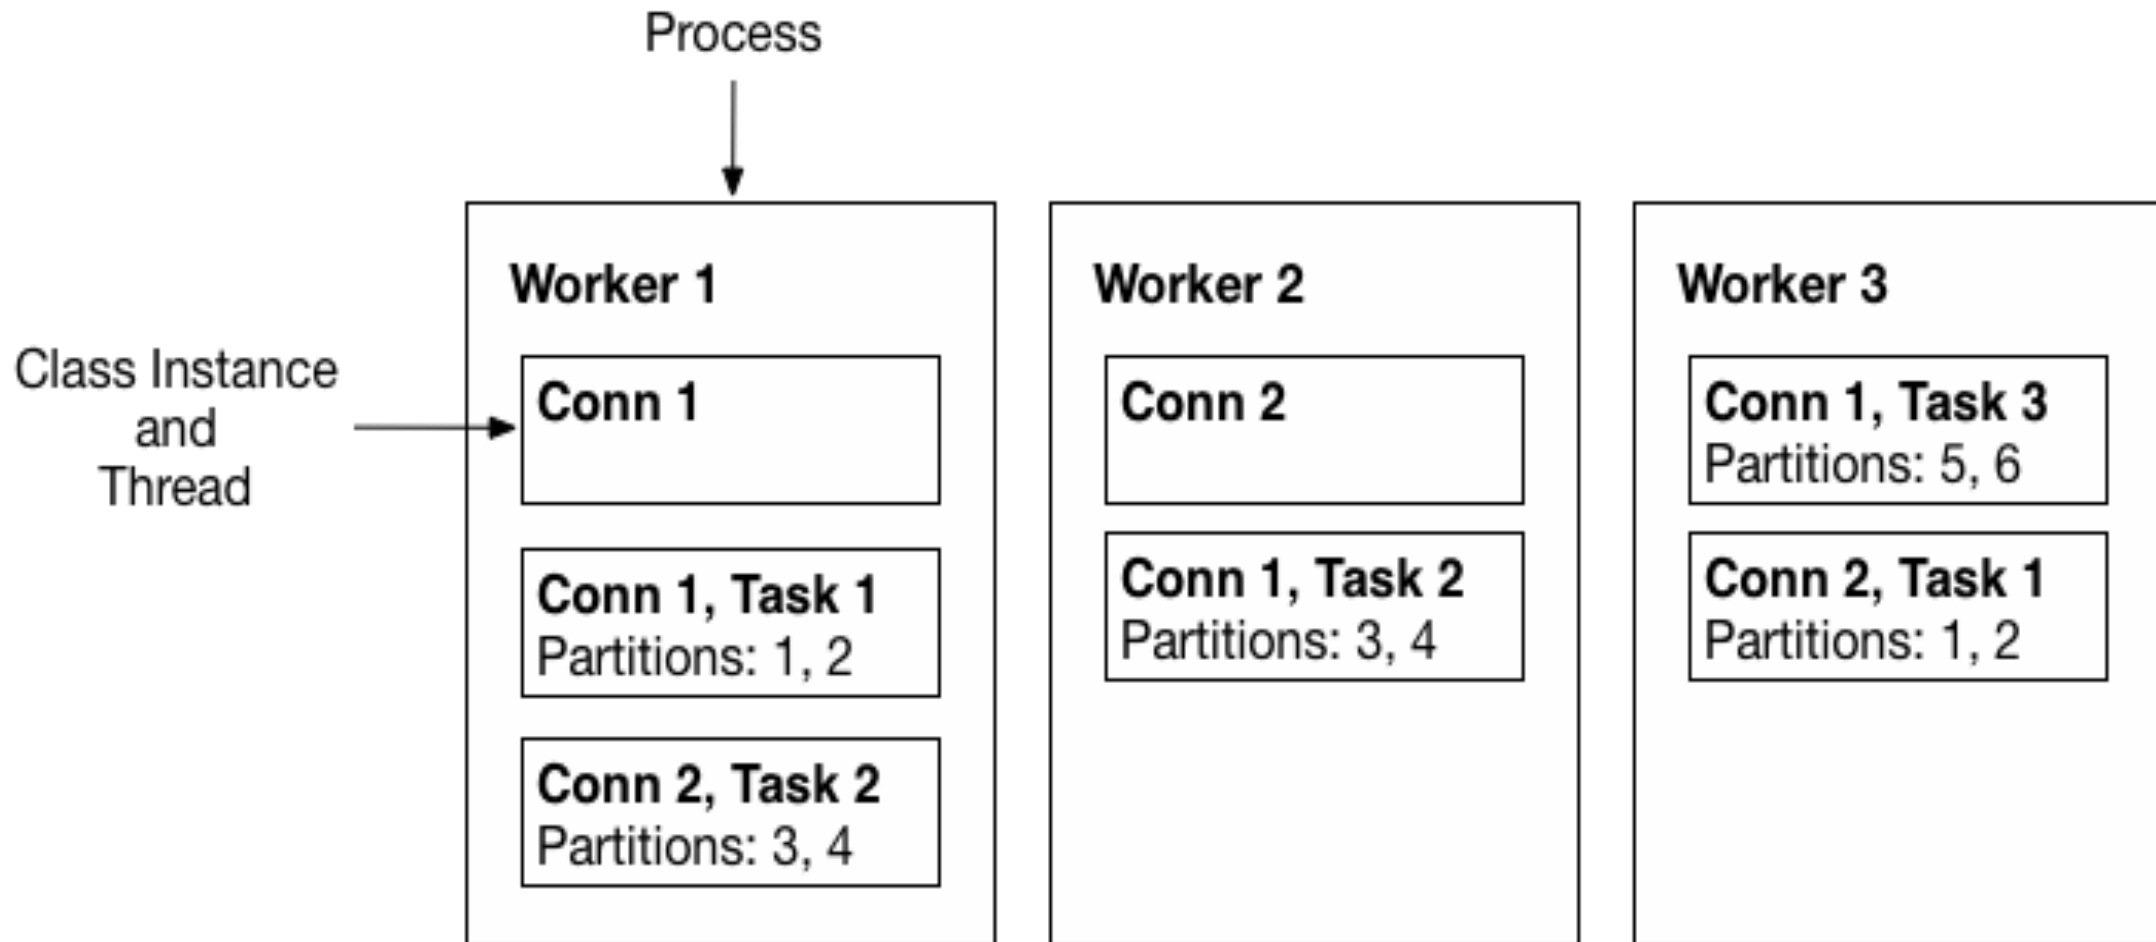 Process
Class Instance
and
Thread
Worker 1
Conn 1
Conn 1, Task 1
Partitions: 1, 2
Conn 2, Task 2
Partitions: 3, 4
Worker 2
Conn 2
Conn 1, Task 2
Partitions: 3, 4
Worker 3
Conn 1, Task 3
Partitions: 5, 6
Conn 2, Task 1
Partitions: 1, 2